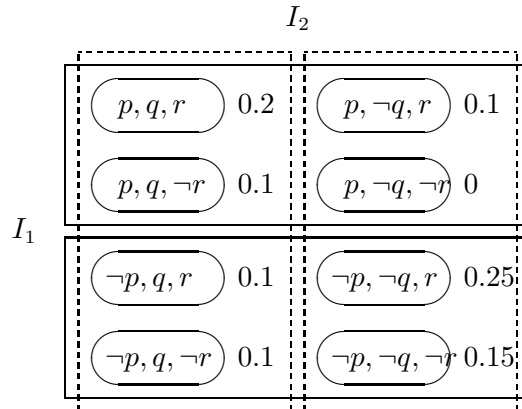 I₂
p, q, r 0.2 p, ¬q, r 0.1
p, q, ¬r 0.1 p, ¬q, ¬r 0
I₁
¬p, q, r 0.1 ¬p, ¬q, r 0.25
¬p, q, ¬r 0.1 ¬p, ¬q, ¬r 0.15